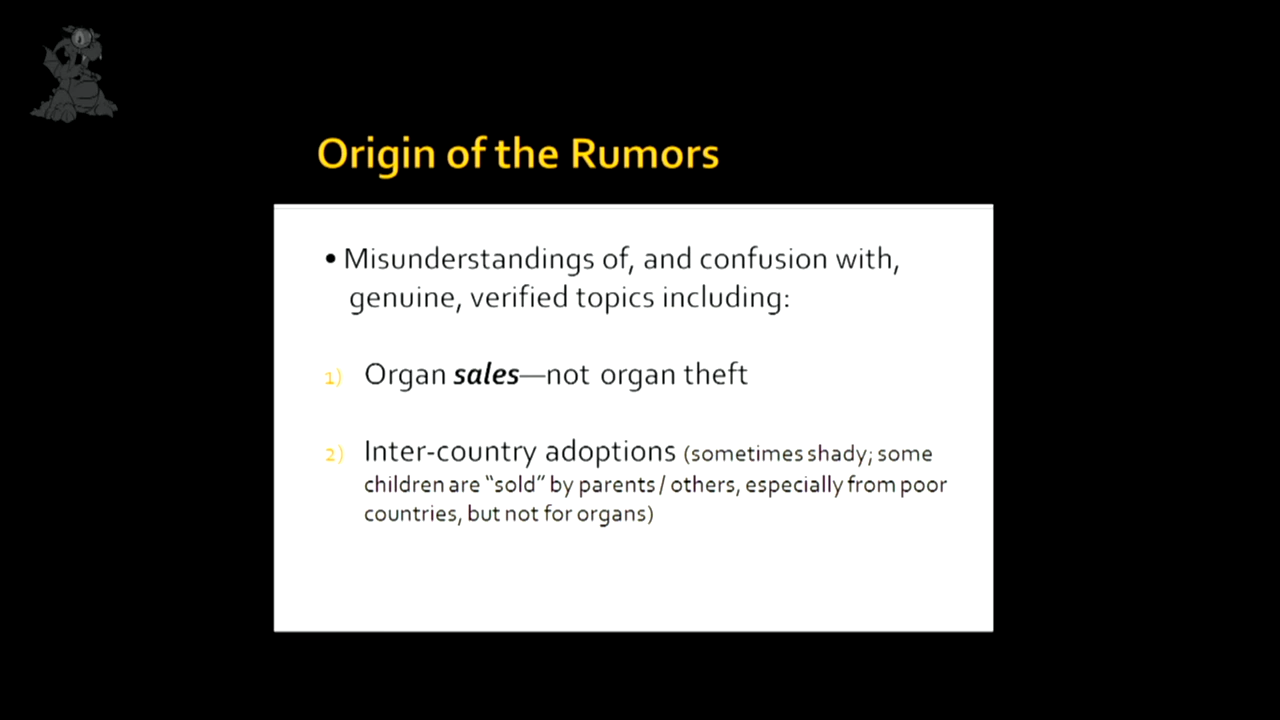 Origin of the Rumors
• Misunderstandings of, and confusion with,
genuine, verified topics including:
1) Organ sales—not organ theft
2) Inter-country adoptions (sometimes shady; some
children are “sold” by parents / others, especially from poor
countries, but not for organs)